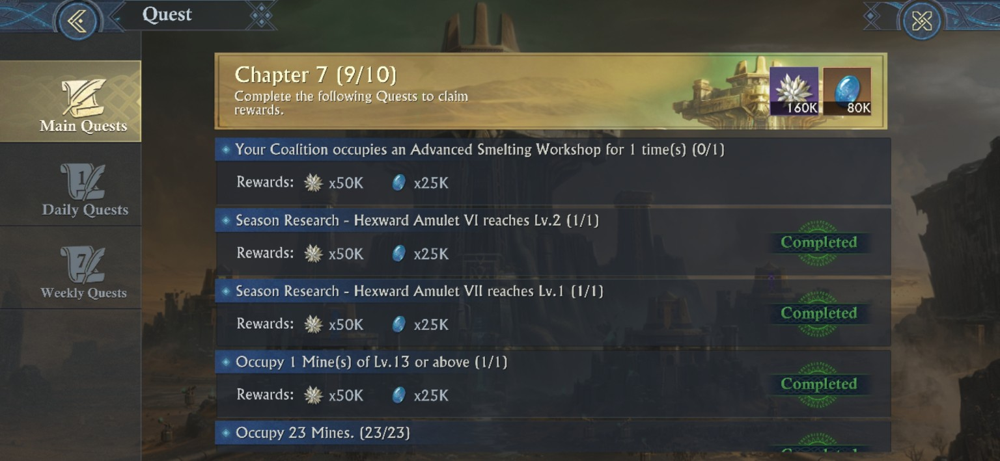 Quest
Main Quests
1
Daily Quests
7
Weekly Quests
Chapter 7 (9/10)
Complete the following Quests to claim
rewards.
160K
80K
Your Coalition occupies an Advanced Smelting Workshop for 1 time(s) (0/1)
Rewards: x50K x25K
Season Research - Hexward Amulet VI reaches Lv.2 (1/1)
Rewards: x50K x25K
Completed
Season Research - Hexward Amulet VII reaches Lv.1 (1/1)
Rewards: x50K x25K
Completed
Occupy 1 Mine(s) of Lv.13 or above (1/1)
Rewards: x50K x25K
Completed
Occupy 23 Mines. (23/23)
Completed